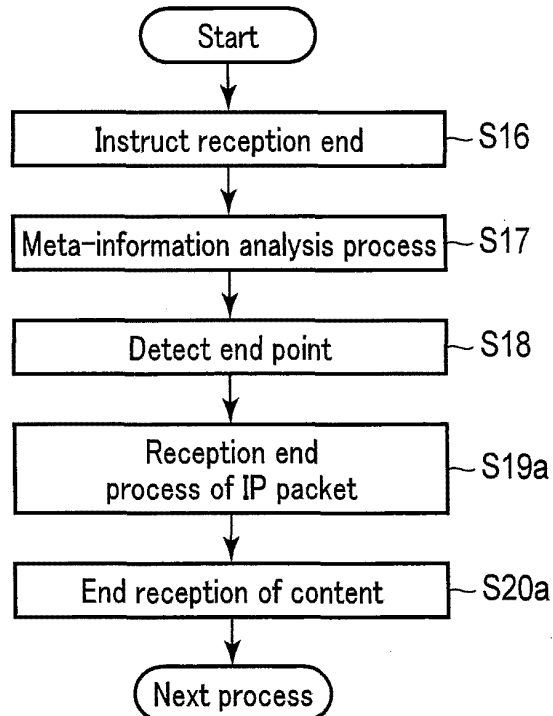 Start
Instruct reception end
S16
Meta-information analysis process
S17
Detect end point
S18
Reception end
process of IP packet
S19a
End reception of content
S20a
Next process